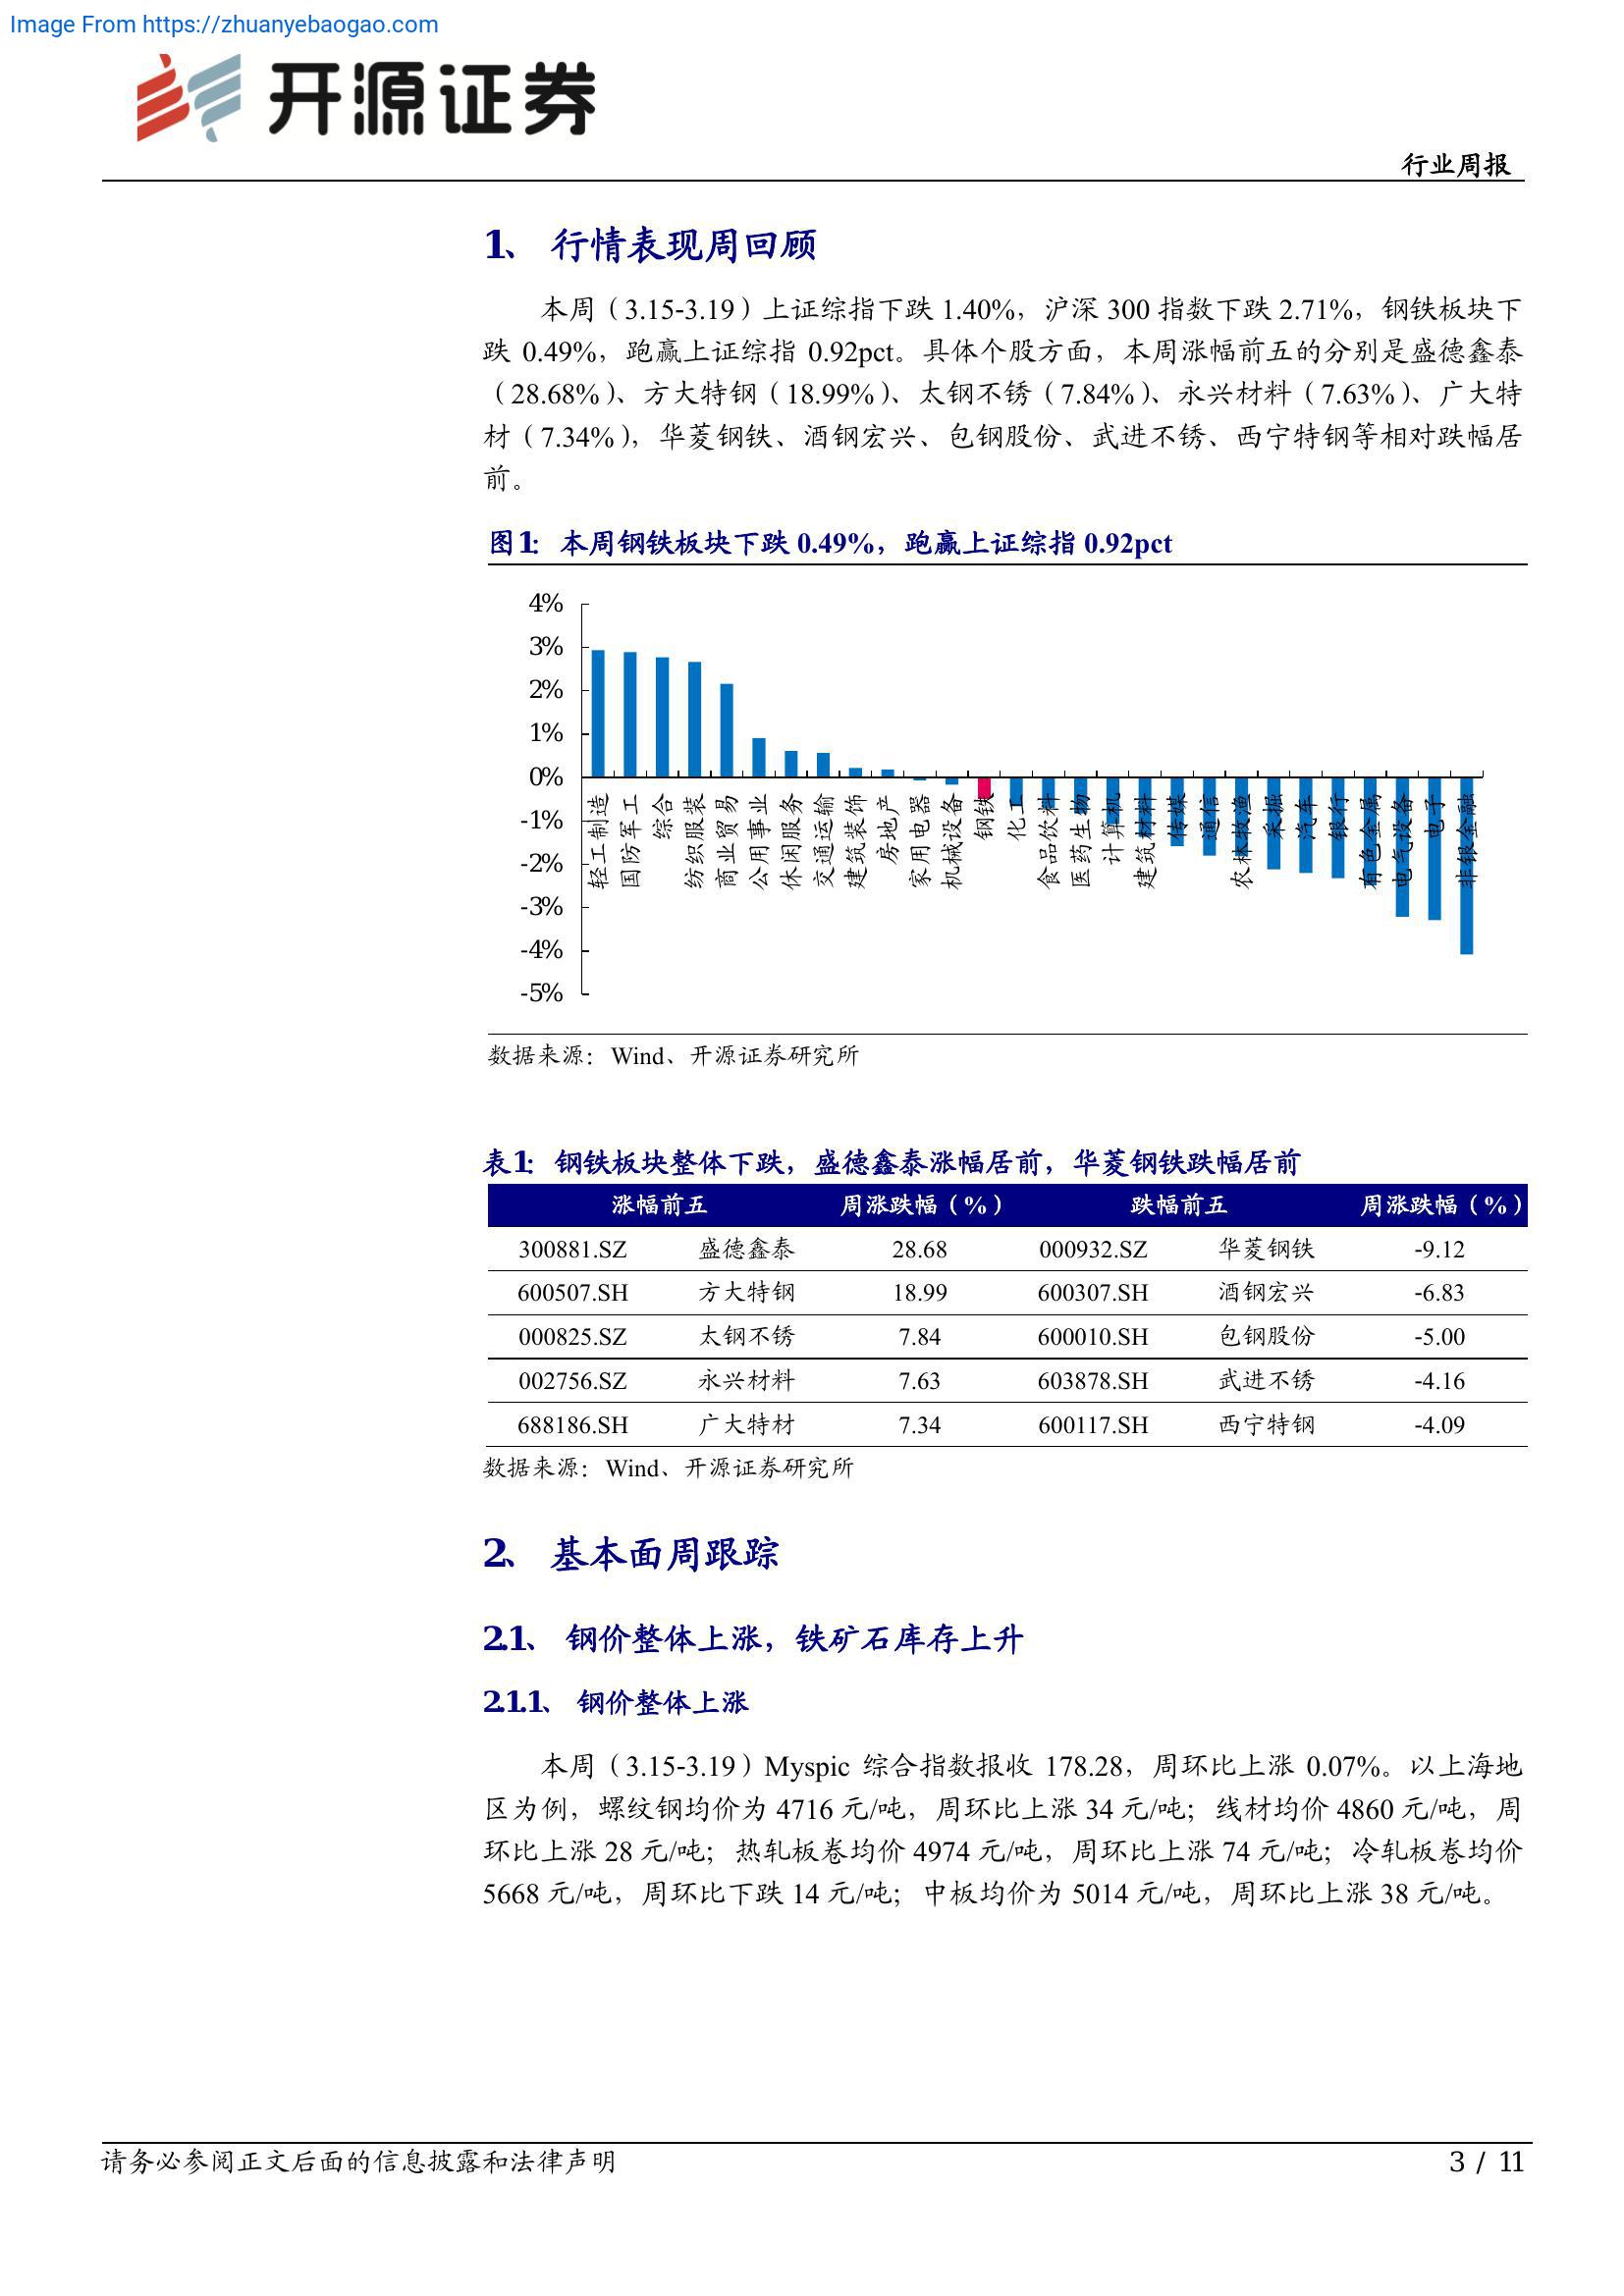 Image From https://zhuanyebaogao.com
开源证券
行业周报
1、 行情表现周回顾
本周（3.15-3.19）上证综指下跌 1.40%，沪深 300 指数下跌 2.71%，钢铁板块下
跌 0.49%，跑赢上证综指 0.92pct。具体个股方面，本周涨幅前五的分别是盛德鑫泰
（28.68%）、方大特钢（18.99%）、太钢不锈（7.84%）、永兴材料（7.63%）、广大特
材（7.34%），华菱钢铁、酒钢宏兴、包钢股份、武进不锈、西宁特钢等相对跌幅居
前。
图1： 本周钢铁板块下跌 0.49%，跑赢上证综指 0.92pct
4%
3%
2%
1%
0%
-1%
-2%
-3%
-4%
-5%
轻工制造
国防军工
综合
纺织服装
商业贸易
公用事业
休闲服务
交通运输
建筑装饰
房地产
家用电器
机械设备
钢铁
化工
食品饮料
医药生物
计算机
建筑材料
传媒
通信
农林牧渔
采掘
汽车
银行
有色金属
电气设备
电子
非银金融
数据来源：Wind、开源证券研究所
表1： 钢铁板块整体下跌，盛德鑫泰涨幅居前，华菱钢铁跌幅居前
涨幅前五 周涨跌幅（%） 跌幅前五 周涨跌幅（%）
300881.SZ 盛德鑫泰 28.68 000932.SZ 华菱钢铁 -9.12
600507.SH 方大特钢 18.99 600307.SH 酒钢宏兴 -6.83
000825.SZ 太钢不锈 7.84 600010.SH 包钢股份 -5.00
002756.SZ 永兴材料 7.63 603878.SH 武进不锈 -4.16
688186.SH 广大特材 7.34 600117.SH 西宁特钢 -4.09
数据来源：Wind、开源证券研究所
2、 基本面周跟踪
2.1、 钢价整体上涨，铁矿石库存上升
2.1.1、 钢价整体上涨
本周（3.15-3.19）Myspic 综合指数报收 178.28，周环比上涨 0.07%。以上海地
区为例，螺纹钢均价为 4716 元/吨，周环比上涨 34 元/吨；线材均价 4860 元/吨，周
环比上涨 28 元/吨；热轧板卷均价 4974 元/吨，周环比上涨 74 元/吨；冷轧板卷均价
5668 元/吨，周环比下跌 14 元/吨；中板均价为 5014 元/吨，周环比上涨 38 元/吨。
请务必参阅正文后面的信息披露和法律声明
3 / 11